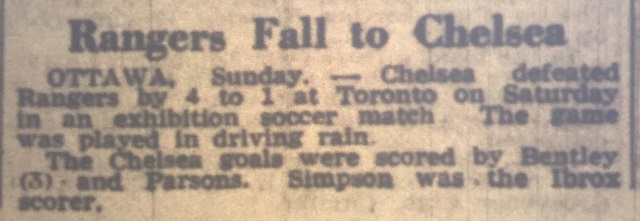 Rangers Fall to Chelsea
OTTAWA, Sunday. — Chelsea defeated
Rangers by 4 to 1 at Toronto on Saturday
in an exhibition soccer match. The game
was played in driving rain.
The Chelsea goals were scored by Bentley
(3) and Parsons. Simpson was the Ibrox
scorer.